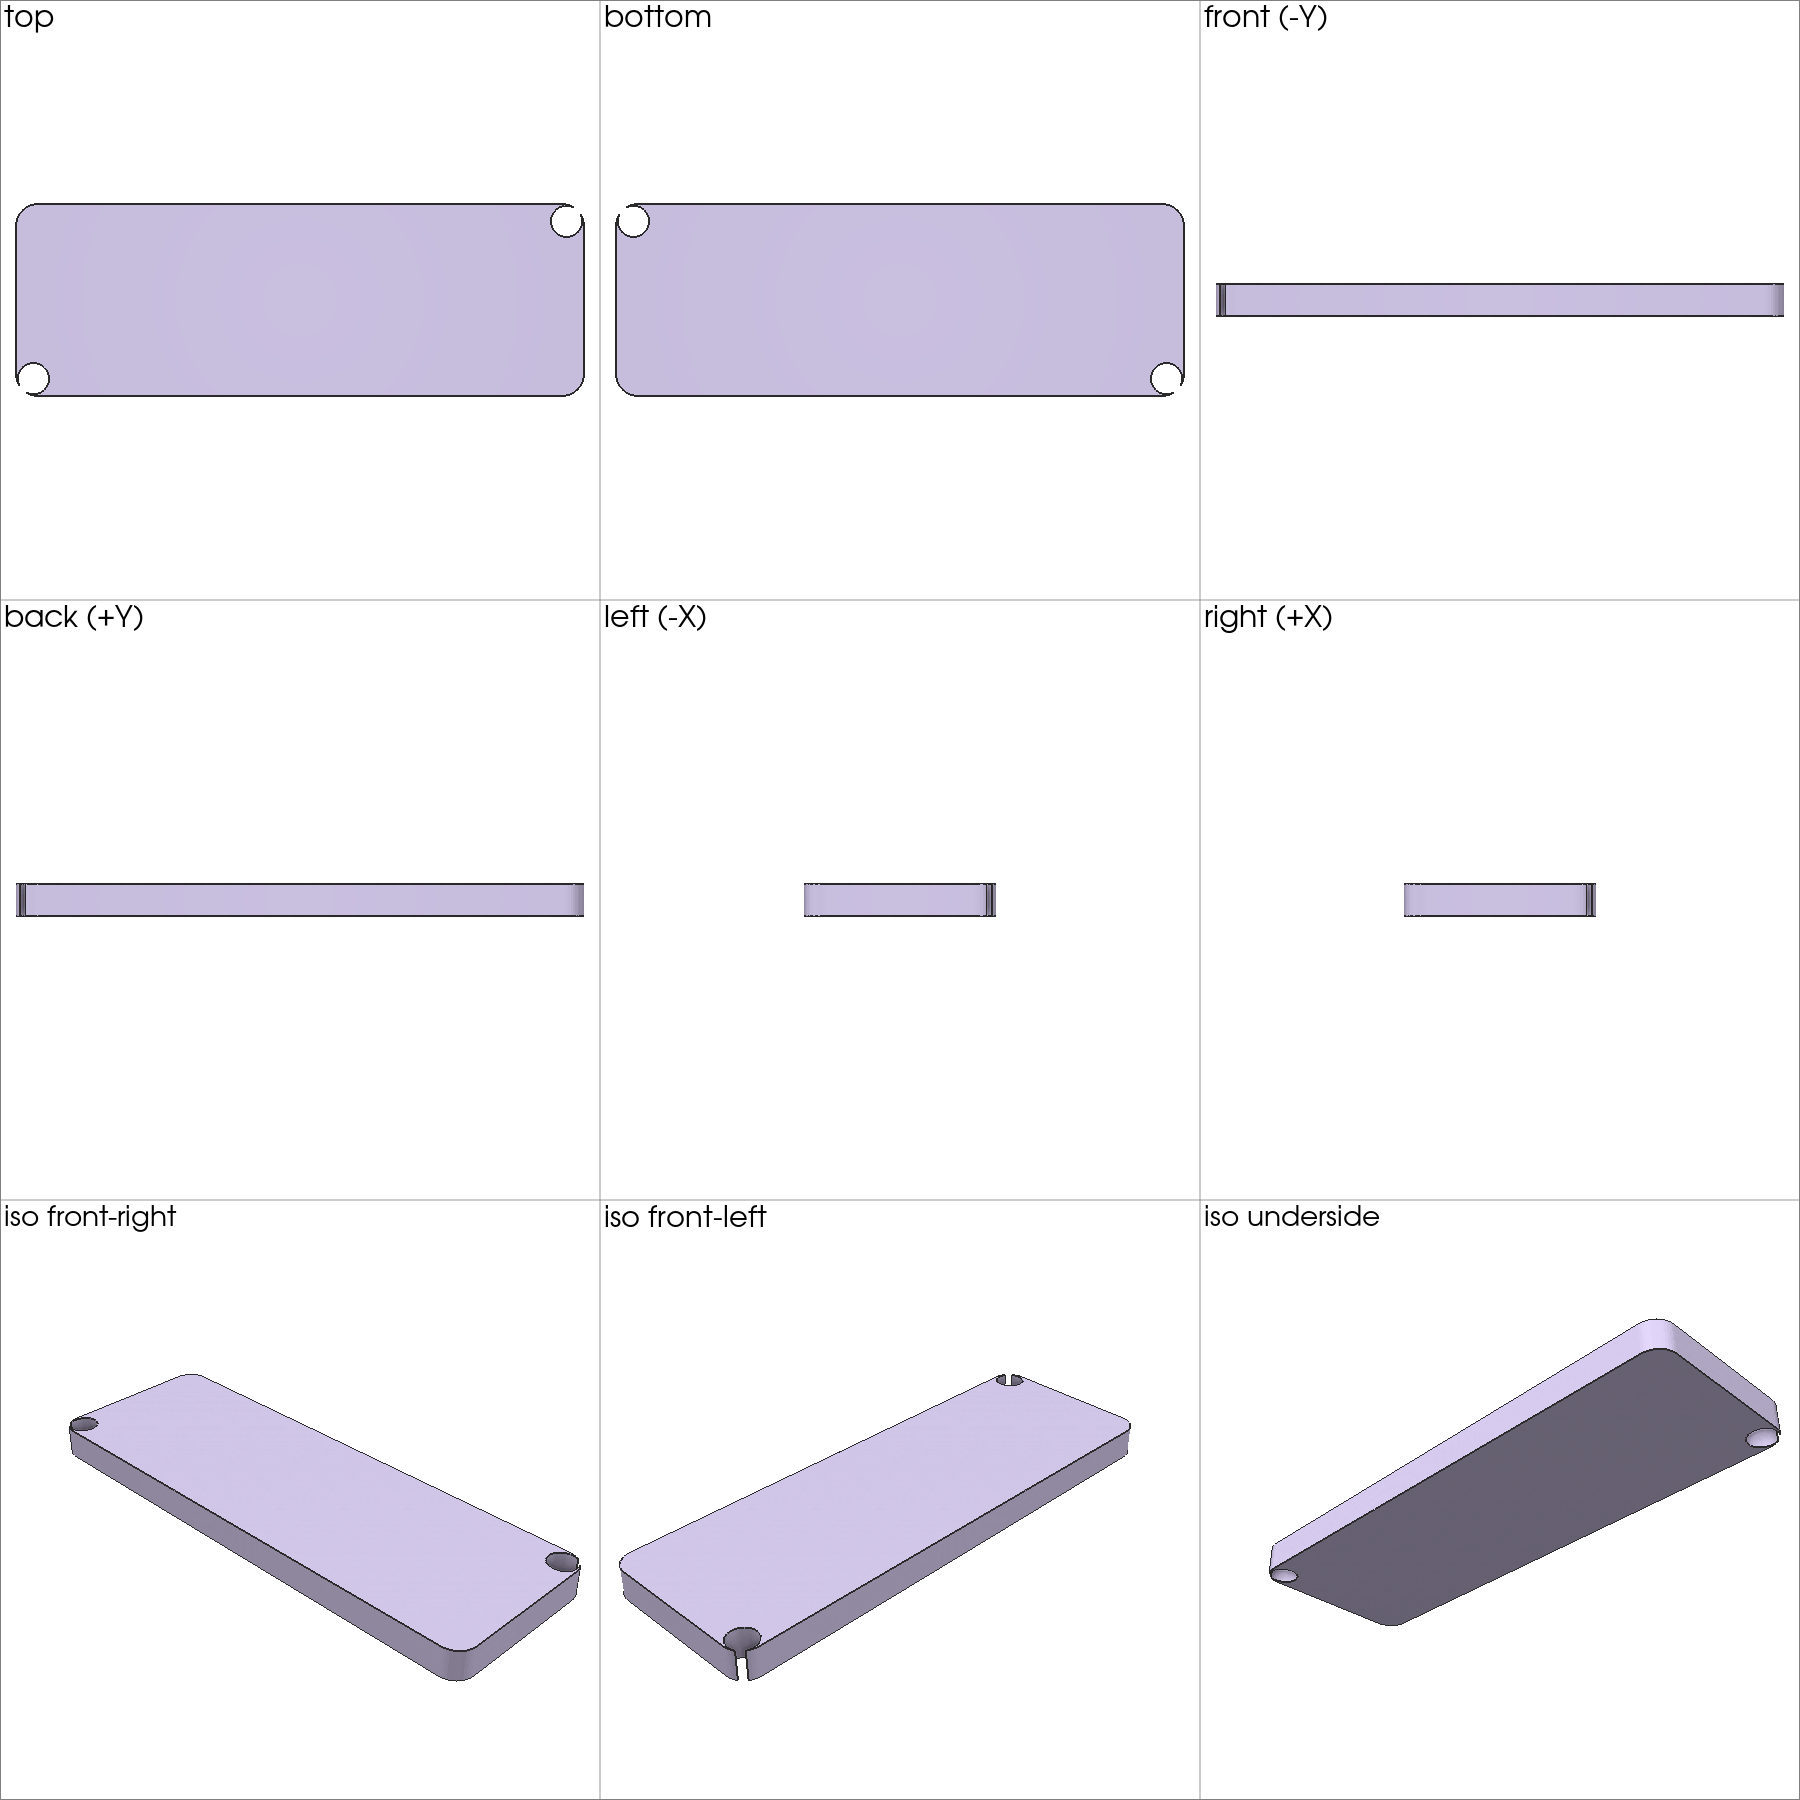 top
bottom
front (-Y)
back (+Y)
left (-X)
right (+X)
iso front-right
iso front-left
iso underside